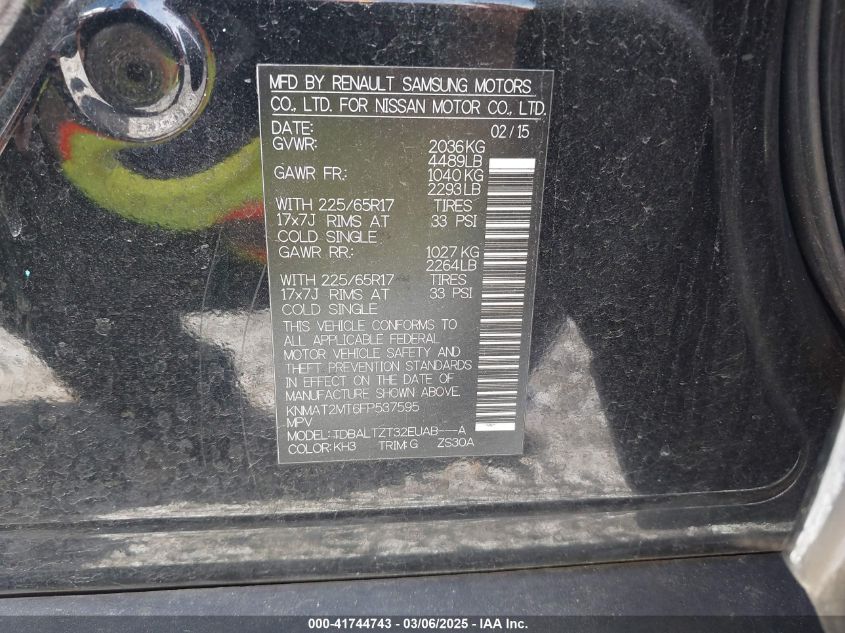 MFD BY RENAULT SAMSUNG MOTORS
CO., LTD. FOR NISSAN MOTOR CO., LTD.
DATE: 02/15
GVWR: 2036KG
4489LB
GAWR FR: 1040KG
2293LB
WITH 225/65R17 TIRES
17x7J RIMS AT 33 PSI
COLD SINGLE
GAWR RR: 1027KG
2264LB
WITH 225/65R17 TIRES
17x7J RIMS AT 33 PSI
COLD SINGLE
THIS VEHICLE CONFORMS TO
ALL APPLICABLE FEDERAL
MOTOR VEHICLE SAFETY AND
THEFT PREVENTION STANDARDS
IN EFFECT ON THE DATE OF
MANUFACTURE SHOWN ABOVE.
KNMAT2MT6FP537595
MPV
MODEL: TDBALTZT32EUAB---A
COLOR: KH3 TRIM: G ZS30A
000-41744743 - 03/06/2025 - IAA Inc.